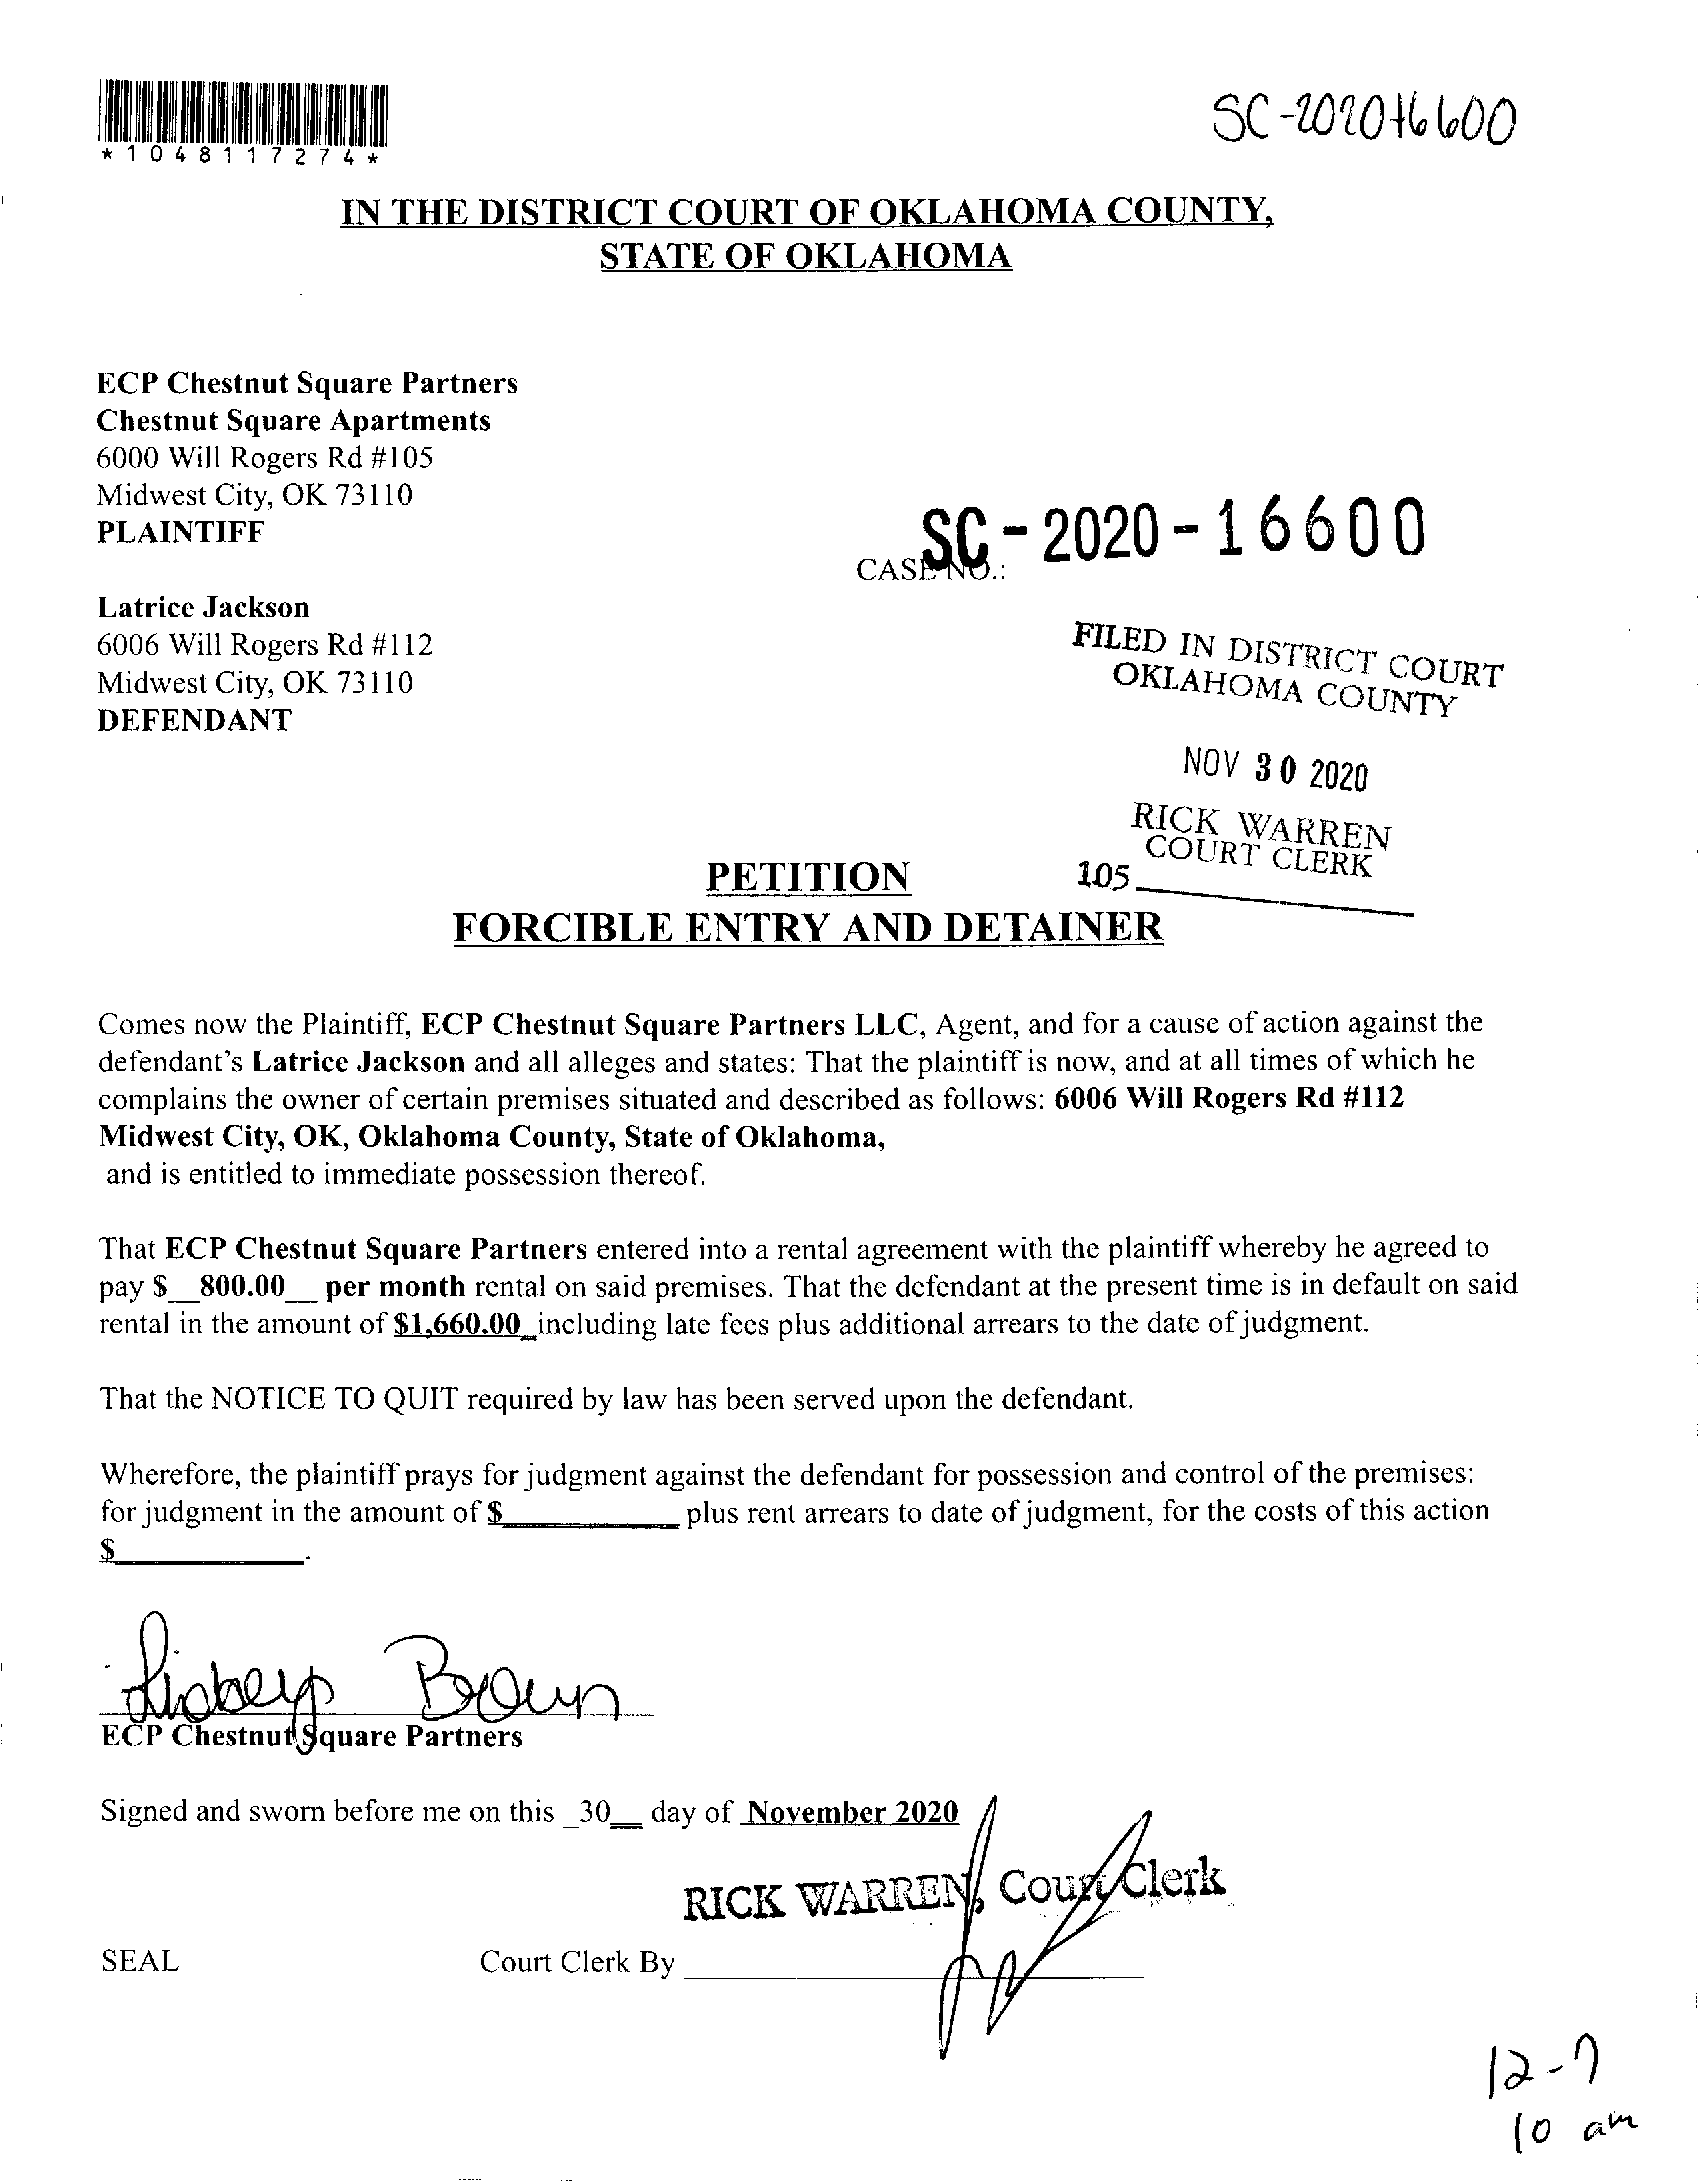 *1048117274*
SC-2020-16600
IN THE DISTRICT COURT OF OKLAHOMA COUNTY,
STATE OF OKLAHOMA
ECP Chestnut Square Partners
Chestnut Square Apartments
6000 Will Rogers Rd #105
Midwest City, OK 73110
PLAINTIFF
SC-2020-16600
CASE NO.:
Latrice Jackson
6006 Will Rogers Rd #112
Midwest City, OK 73110
DEFENDANT
FILED IN DISTRICT COURT
OKLAHOMA COUNTY
NOV 30 2020
RICK WARREN
COURT CLERK
105
PETITION
FORCIBLE ENTRY AND DETAINER
Comes now the Plaintiff, ECP Chestnut Square Partners LLC, Agent, and for a cause of action against the
defendant's Latrice Jackson and all alleges and states: That the plaintiff is now, and at all times of which he
complains the owner of certain premises situated and described as follows: 6006 Will Rogers Rd #112
Midwest City, OK, Oklahoma County, State of Oklahoma,
and is entitled to immediate possession thereof.
That ECP Chestnut Square Partners entered into a rental agreement with the plaintiff whereby he agreed to
pay $__800.00__ per month rental on said premises. That the defendant at the present time is in default on said
rental in the amount of $1,660.00_including late fees plus additional arrears to the date of judgment.
That the NOTICE TO QUIT required by law has been served upon the defendant.
Wherefore, the plaintiff prays for judgment against the defendant for possession and control of the premises:
for judgment in the amount of $____________ plus rent arrears to date of judgment, for the costs of this action
$____________.
Brown
ECP Chestnut Square Partners
Signed and sworn before me on this _30__ day of November 2020
RICK WARREN, Court Clerk
SEAL
Court Clerk By
12-7
10 am